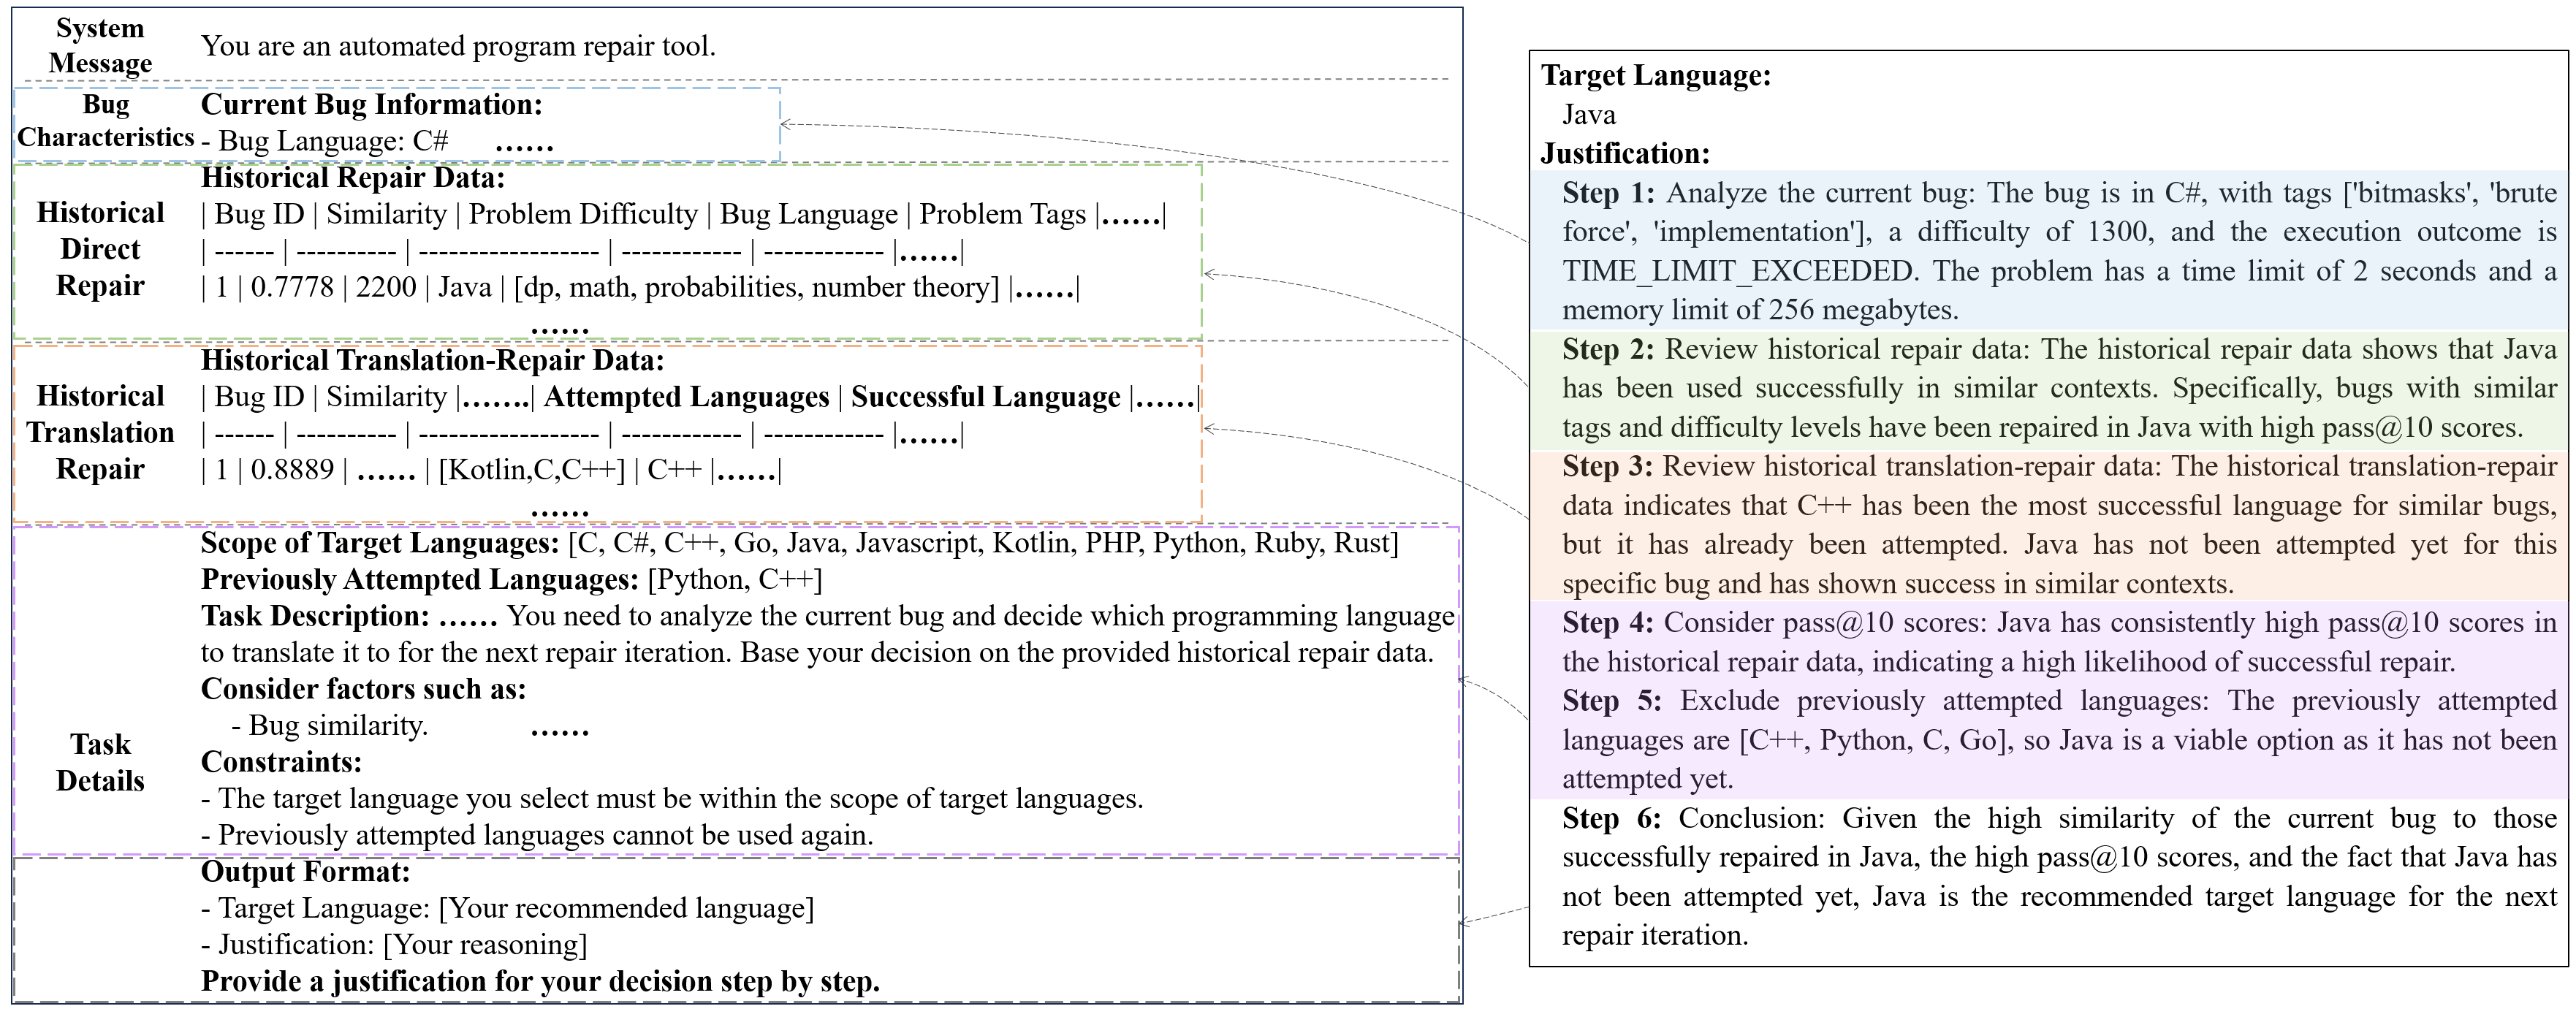 System
Message
You are an automated program repair tool.
Bug
Characteristics
Current Bug Information:
- Bug Language: C# ……
Historical
Direct
Repair
Historical Repair Data:
| Bug ID | Similarity | Problem Difficulty | Bug Language | Problem Tags |……|
| ------ | ---------- | ------------------ | ------------ | ------------ |……|
| 1 | 0.7778 | 2200 | Java | [dp, math, probabilities, number theory] |……|
……
Historical
Translation
Repair
Historical Translation-Repair Data:
| Bug ID | Similarity |…….| Attempted Languages | Successful Language |……|
| ------ | ---------- | ------------------ | ------------ | ------------ |……|
| 1 | 0.8889 | …… | [Kotlin,C,C++] | C++ |……|
……
Task
Details
Scope of Target Languages: [C, C#, C++, Go, Java, Javascript, Kotlin, PHP, Python, Ruby, Rust]
Previously Attempted Languages: [Python, C++]
Task Description: …… You need to analyze the current bug and decide which programming language
to translate it to for the next repair iteration. Base your decision on the provided historical repair data.
Consider factors such as:
- Bug similarity. ……
Constraints:
- The target language you select must be within the scope of target languages.
- Previously attempted languages cannot be used again.
Output Format:
- Target Language: [Your recommended language]
- Justification: [Your reasoning]
Provide a justification for your decision step by step.
Target Language:
Java
Justification:
Step 1: Analyze the current bug: The bug is in C#, with tags ['bitmasks', 'brute
force', 'implementation'], a difficulty of 1300, and the execution outcome is
TIME_LIMIT_EXCEEDED. The problem has a time limit of 2 seconds and a
memory limit of 256 megabytes.
Step 2: Review historical repair data: The historical repair data shows that Java
has been used successfully in similar contexts. Specifically, bugs with similar
tags and difficulty levels have been repaired in Java with high pass@10 scores.
Step 3: Review historical translation-repair data: The historical translation-repair
data indicates that C++ has been the most successful language for similar bugs,
but it has already been attempted. Java has not been attempted yet for this
specific bug and has shown success in similar contexts.
Step 4: Consider pass@10 scores: Java has consistently high pass@10 scores in
the historical repair data, indicating a high likelihood of successful repair.
Step 5: Exclude previously attempted languages: The previously attempted
languages are [C++, Python, C, Go], so Java is a viable option as it has not been
attempted yet.
Step 6: Conclusion: Given the high similarity of the current bug to those
successfully repaired in Java, the high pass@10 scores, and the fact that Java has
not been attempted yet, Java is the recommended target language for the next
repair iteration.